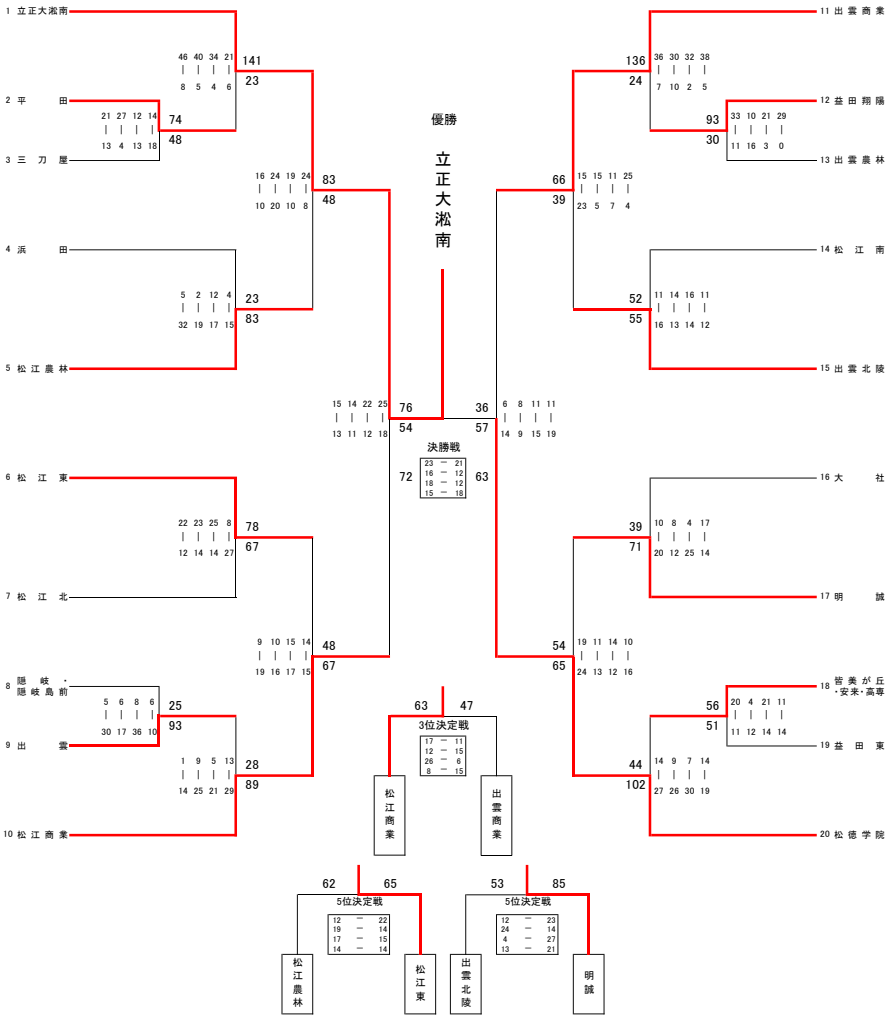 1 立正大淞南
2 平田
3 三刀屋
4 浜田
5 松江農林
6 松江東
7 松江北
8 隠岐・
隠岐島前
9 出雲
10 松江商業
46 40 34 21
| | | |
8 5 4 6
141
23
21 27 12 14
| | | |
13 4 13 18
74
48
16 24 19 24
| | | |
10 20 10 8
83
48
5 2 12 4
| | | |
32 19 17 15
23
83
15 14 22 25
| | | |
13 11 12 18
76
54
22 23 25 8
| | | |
12 14 14 27
78
67
9 10 15 14
| | | |
19 16 17 15
48
67
5 6 8 6
| | | |
30 17 36 10
25
93
1 9 5 13
| | | |
14 25 21 29
28
89
優勝
立正大淞南
決勝戦
72
23 － 21
16 － 12
18 － 12
15 － 18
63
11 出雲商業
12 益田翔陽
13 出雲農林
14 松江南
15 出雲北陵
16 大社
17 明誠
18 皆美が丘
・安来・高専
19 益田東
20 松徳学院
136
24
36 30 32 38
| | | |
7 10 2 5
93
30
33 10 21 29
| | | |
11 16 3 0
66
39
15 15 11 25
| | | |
23 5 7 4
52
55
11 14 16 11
| | | |
16 13 14 12
36
57
6 8 11 11
| | | |
14 9 15 19
39
71
10 8 4 17
| | | |
20 12 25 14
54
65
19 11 14 10
| | | |
24 13 12 16
56
51
20 4 21 11
| | | |
11 12 14 14
44
102
14 9 7 14
| | | |
27 26 30 19
63 47
3位決定戦
17 － 11
12 － 15
26 － 6
8 － 15
松江商業
出雲商業
62 65
5位決定戦
12 － 22
19 － 14
17 － 15
14 － 14
松江農林
松江東
53 85
5位決定戦
12 － 23
24 － 14
4 － 27
13 － 21
出雲北陵
明誠